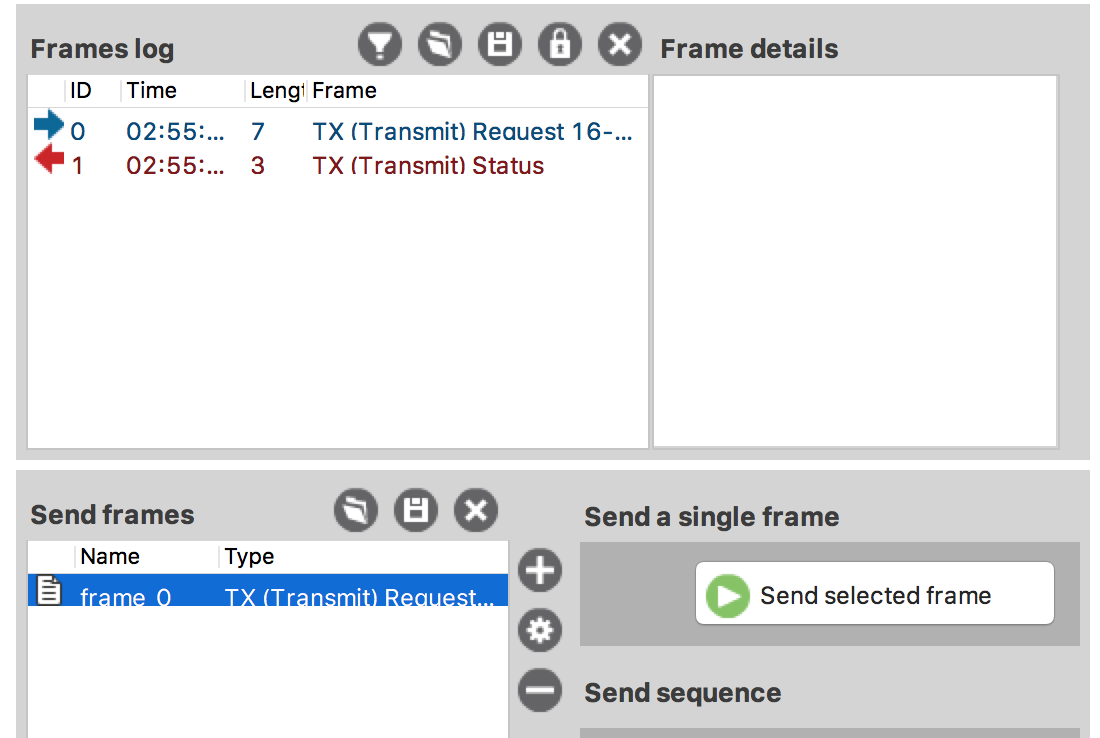 Frames log
Frame details
ID Time Lengt Frame
0 02:55:... 7 TX (Transmit) Request 16-...
1 02:55:... 3 TX (Transmit) Status
Send frames
Send a single frame
Name Type
frame_0 TX (Transmit) Request...
Send selected frame
Send sequence